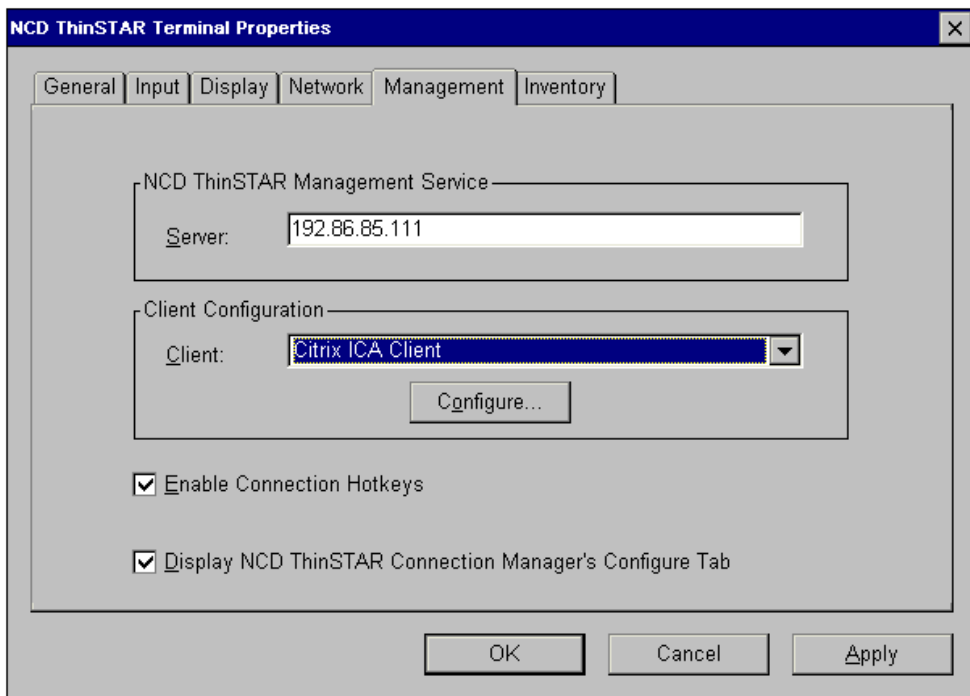 NCD ThinSTAR Terminal Properties
General Input Display Network Management Inventory
NCD ThinSTAR Management Service
Server: 192.86.85.111
Client Configuration
Client: Citrix ICA Client
Configure...
Enable Connection Hotkeys
Display NCD ThinSTAR Connection Manager's Configure Tab
OK Cancel Apply